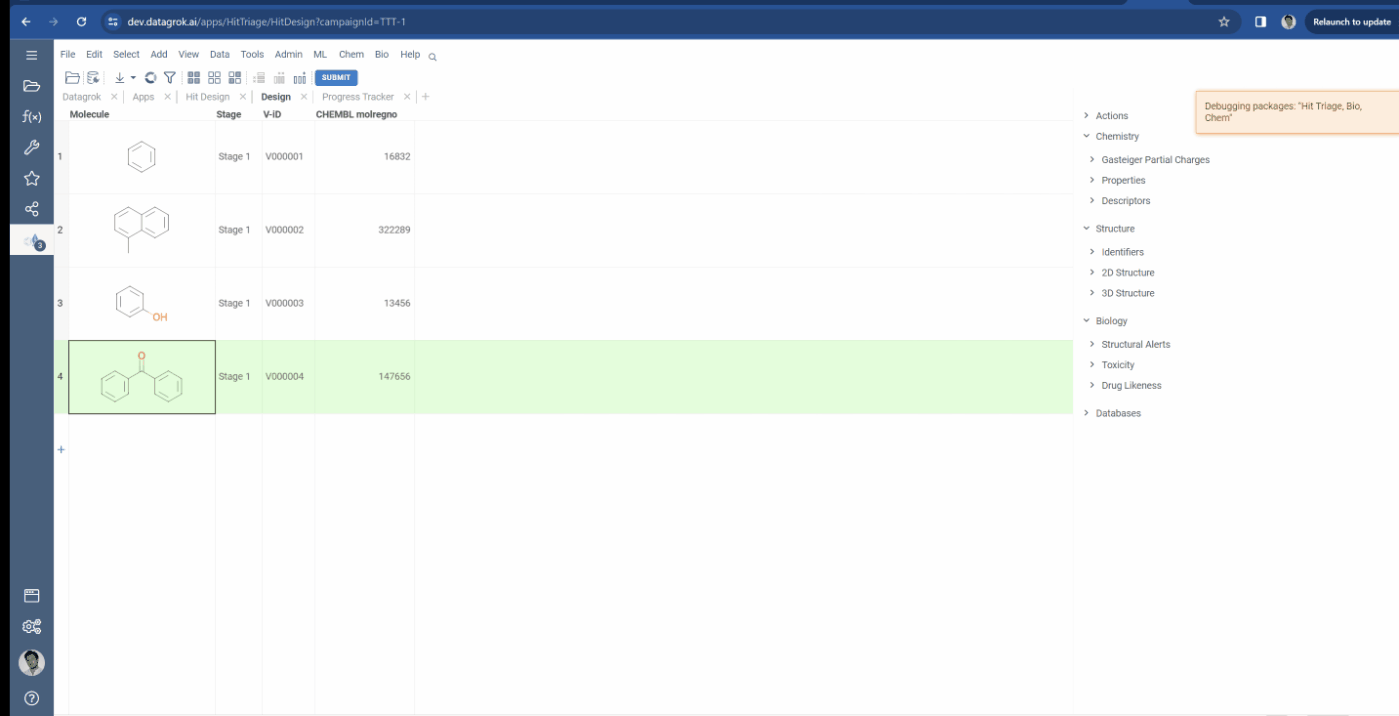 dev.datagrok.ai/apps/HitTriage/HitDesign?campaignId=TTT-1
Relaunch to update
File Edit Select Add View Data Tools Admin ML Chem Bio Help
SUBMIT
Datagrok Apps Hit Design Design Progress Tracker
Molecule Stage V-iD CHEMBL molregno
1 Stage 1 V000001 16832
2 Stage 1 V000002 322289
3 OH Stage 1 V000003 13456
4 O Stage 1 V000004 147656
f(x)
3
Debugging packages: "Hit Triage, Bio,
Chem"
Actions
Chemistry
Gasteiger Partial Charges
Properties
Descriptors
Structure
Identifiers
2D Structure
3D Structure
Biology
Structural Alerts
Toxicity
Drug Likeness
Databases